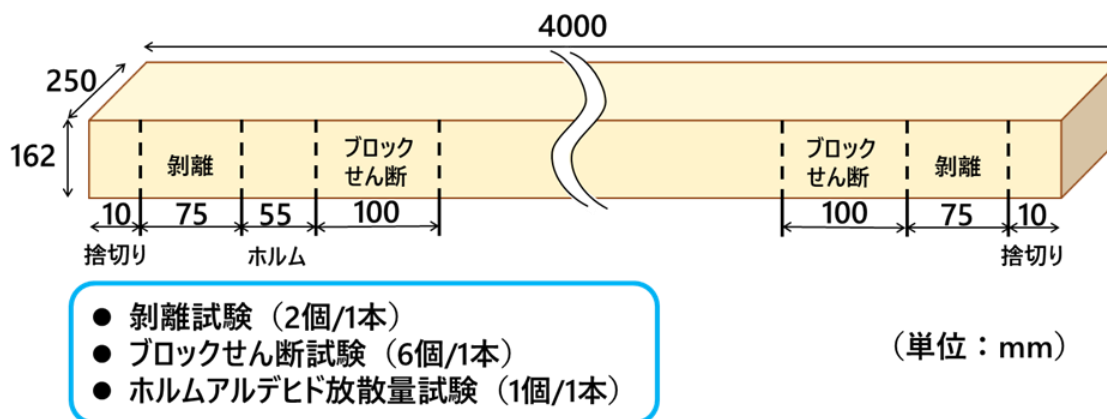 4000
250
162
剝離
ブロック
せん断
ブロック
せん断
剝離
10
75
55
100
100
75
10
捨切り
ホルム
捨切り
● 剝離試験（2個/1本）
● ブロックせん断試験（6個/1本）
● ホルムアルデヒド放散量試験（1個/1本）
（単位：mm）